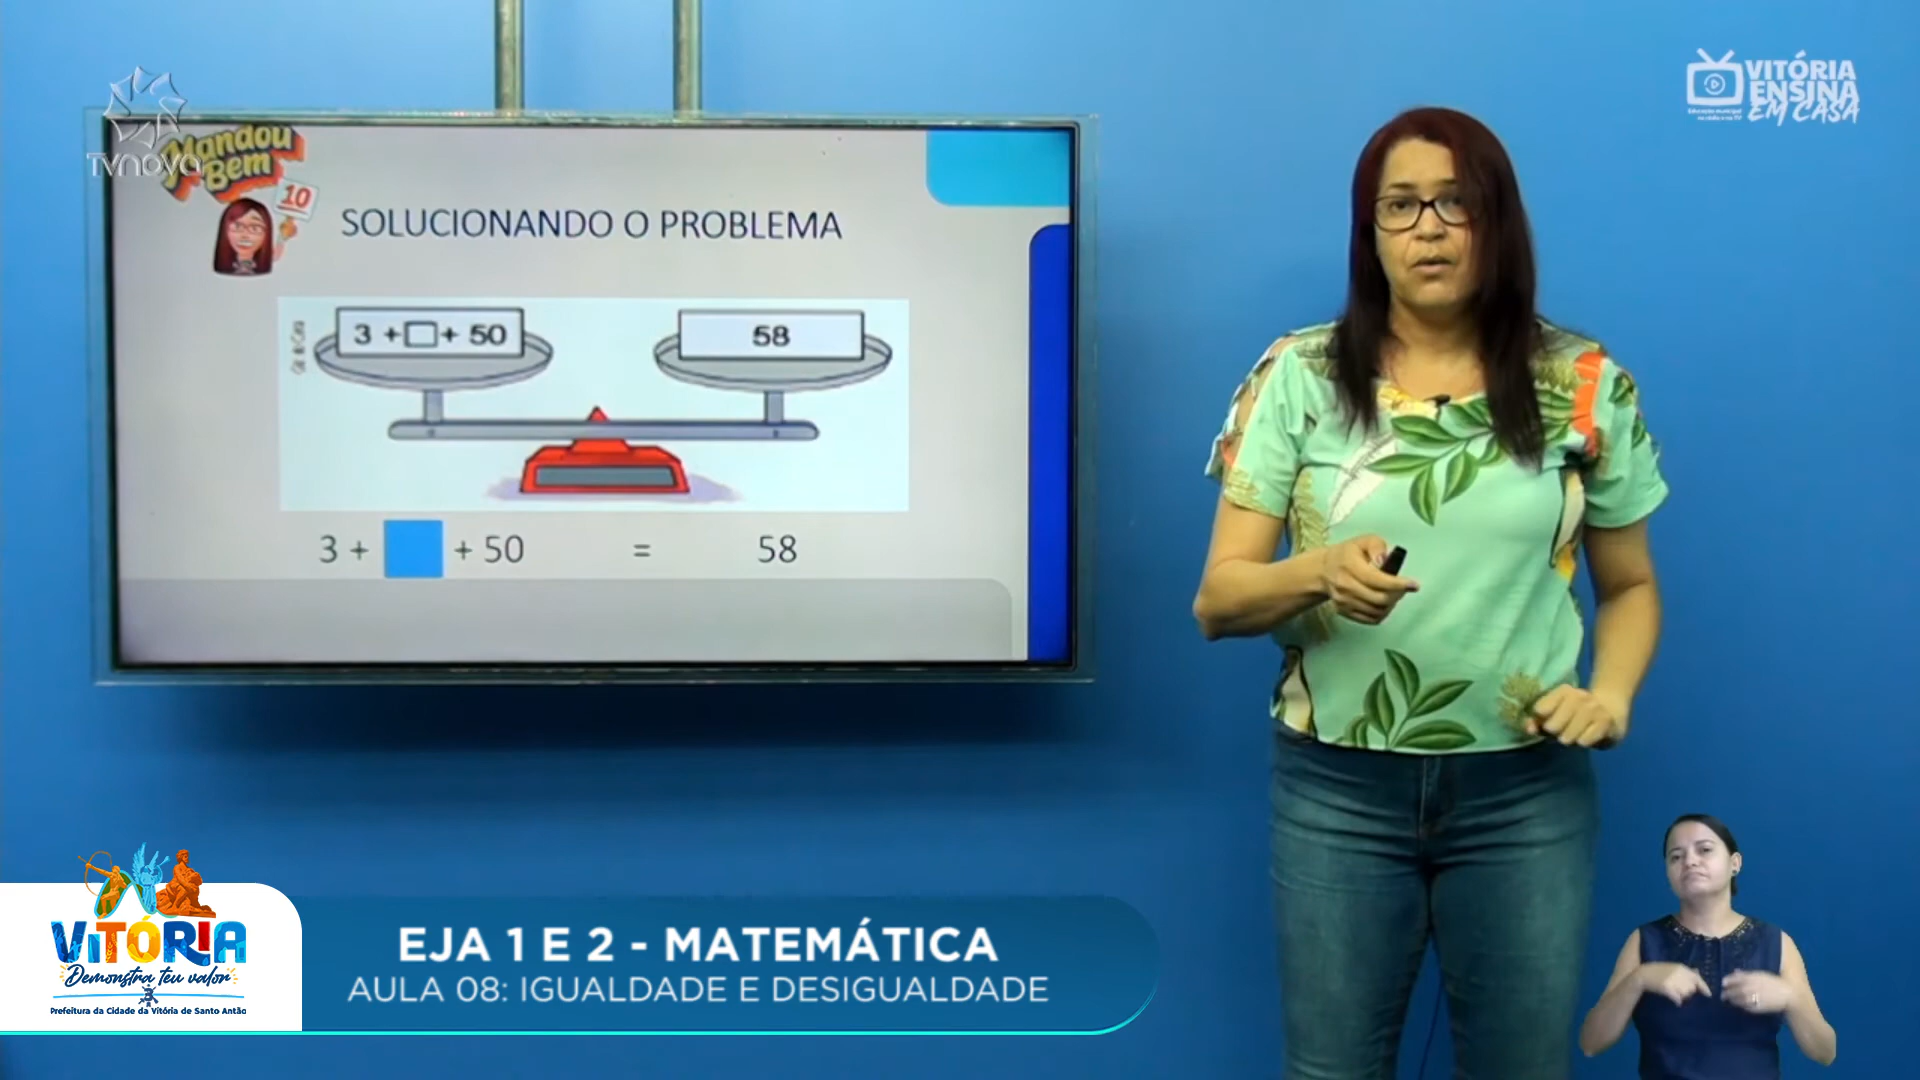 TVnova
Mandou
Bem
10
SOLUCIONANDO O PROBLEMA
3 + □ + 50
58
3 + + 50 = 58
VITÓRIA
ENSINA
EM CASA
VITÓRIA
Demonstra teu valor
Prefeitura da Cidade da Vitória de Santo Antão
EJA 1 E 2 - MATEMÁTICA
AULA 08: IGUALDADE E DESIGUALDADE